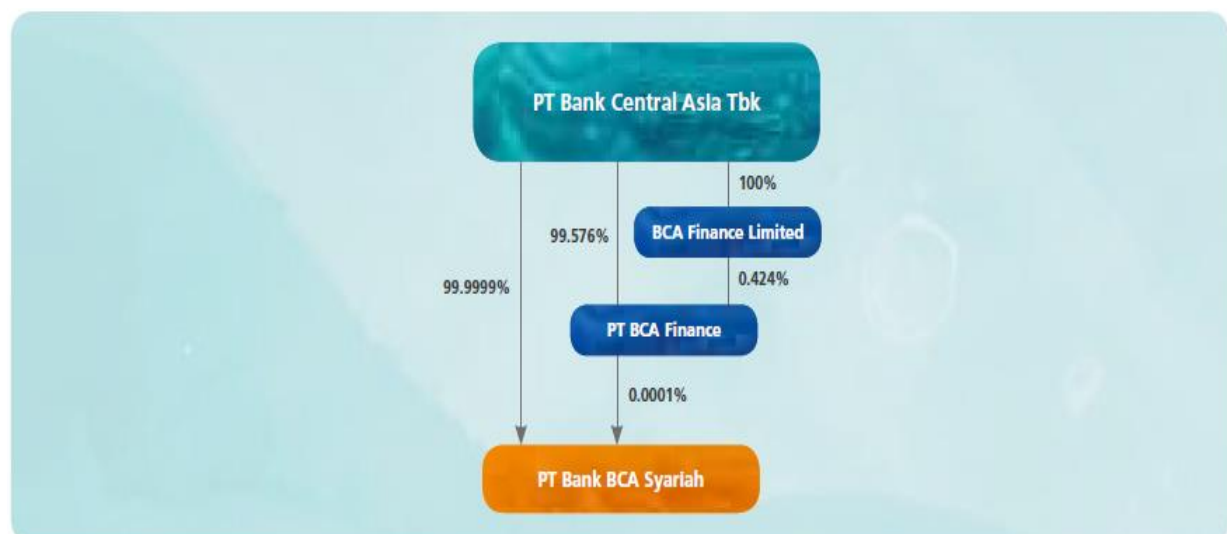 PT Bank Central Asia Tbk
100%
BCA Finance Limited
99.576%
0.424%
99.9999%
PT BCA Finance
0.0001%
PT Bank BCA Syariah